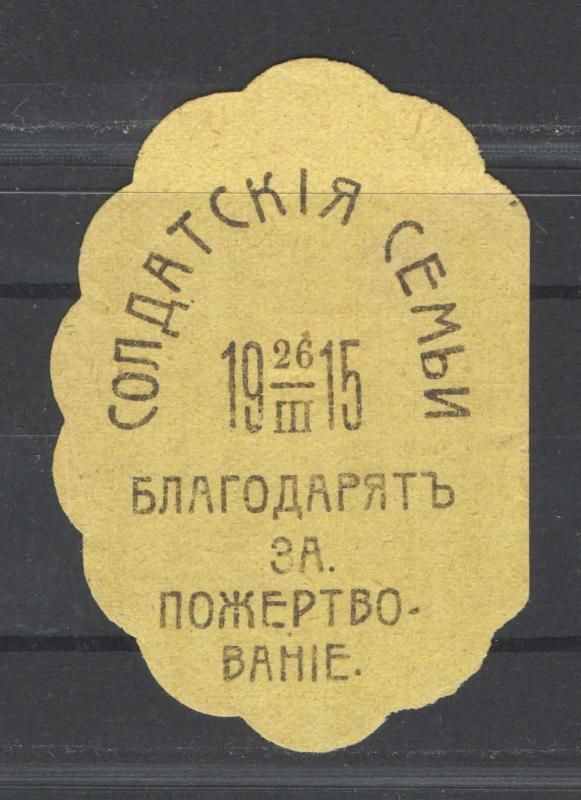 СОЛДАТСКІЯ СЕМЬИ
19 26/III 15
БЛАГОДАРЯТЪ
ЗА.
ПОЖЕРТВО-
ВАНІЕ.